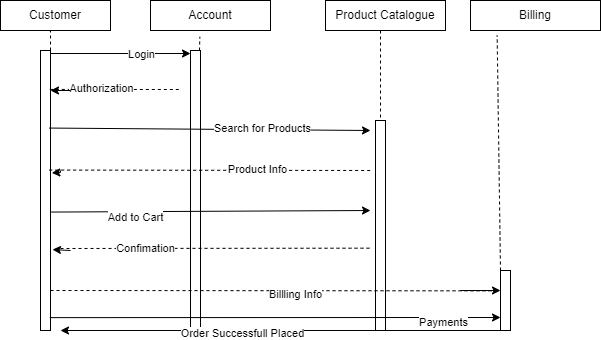 Customer
Account
Product Catalogue
Billing
Login
Authorization
Search for Products
Product Info
Add to Cart
Confimation
Billling Info
Payments
Order Successfull Placed